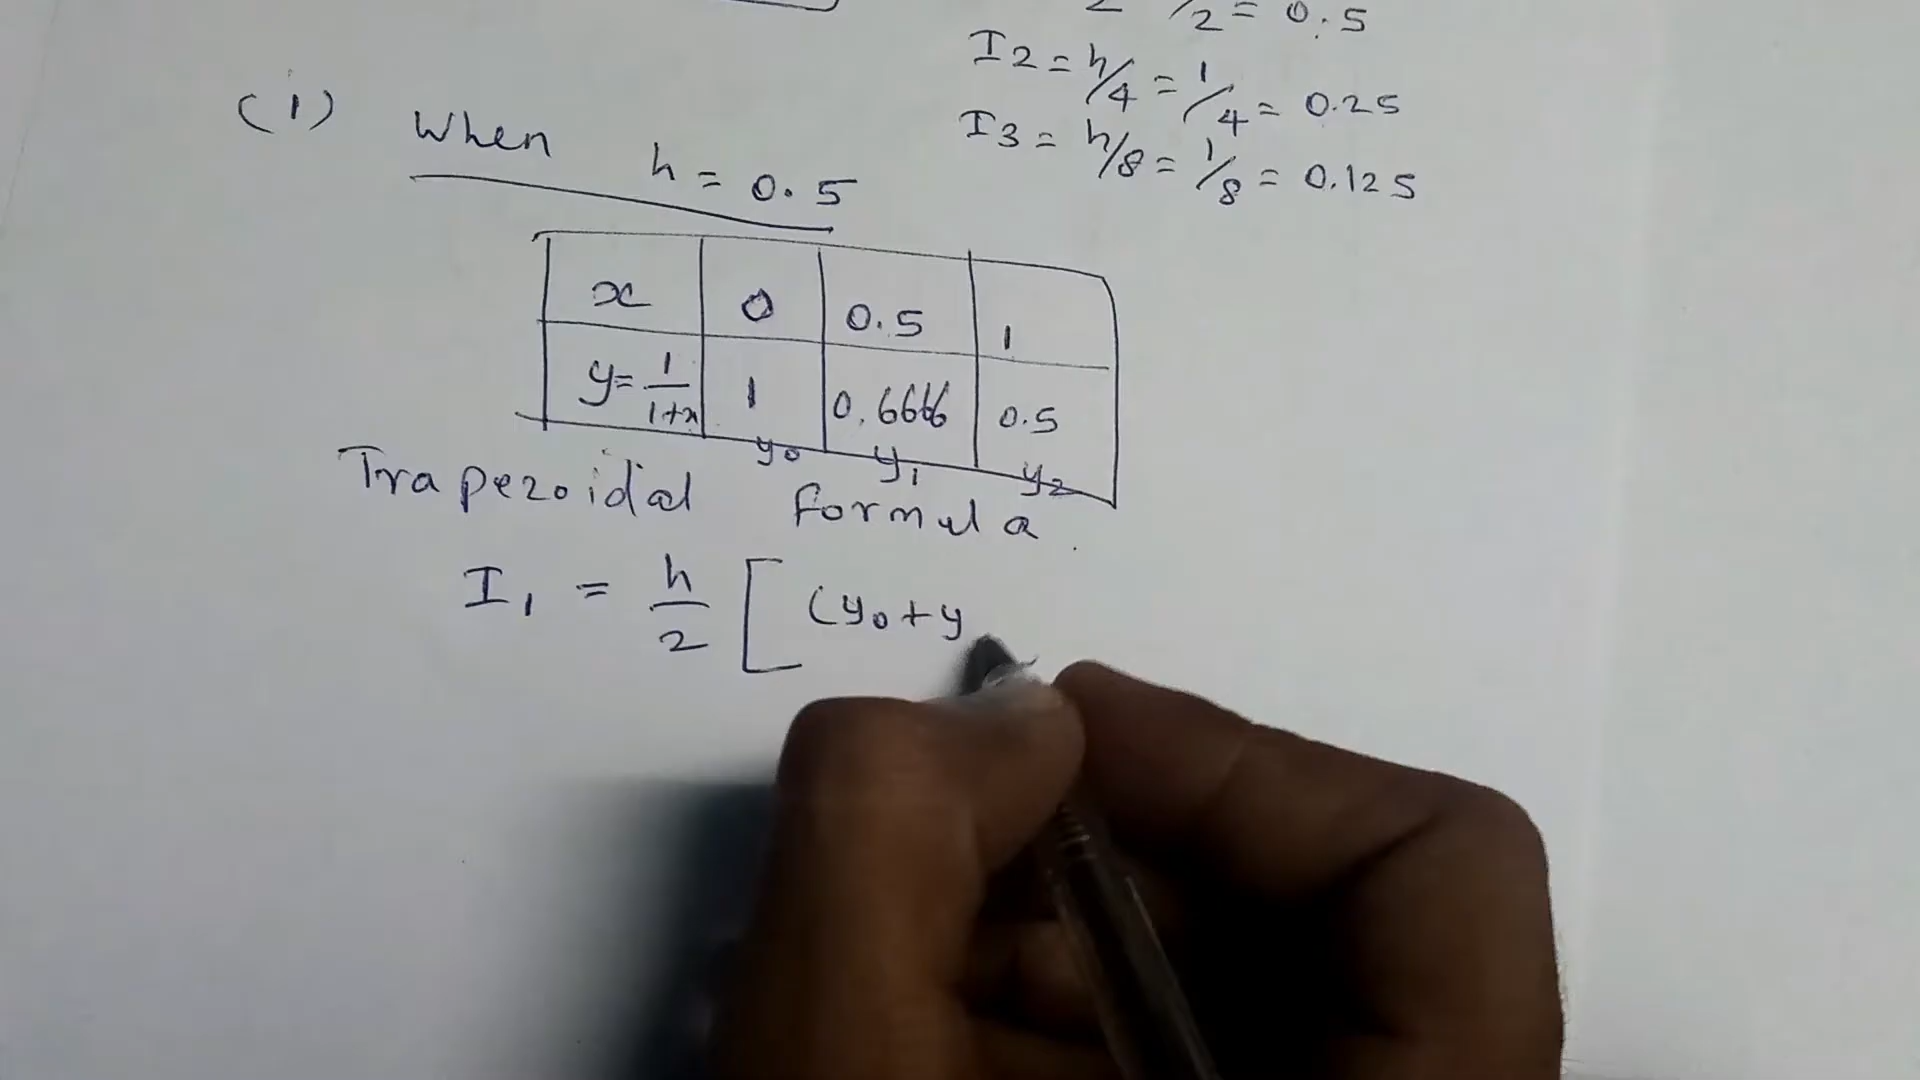 /2 = 0.5
I2 = h/4 = 1/4 = 0.25
I3 = h/8 = 1/8 = 0.125
(1) When h = 0.5
x 0 0.5 1
y = 1/1+x 1 0.6666 0.5
y0 y1 y2
Trapezoidal formula.
I1 = h/2 [ (y0 + y